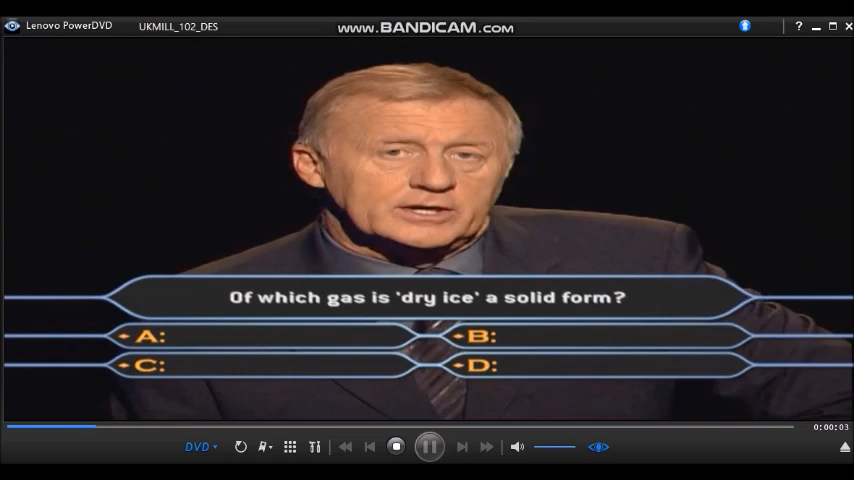 Lenovo PowerDVD
UKMILL_102_DES
www.BANDICAM.com
?
Of which gas is 'dry ice' a solid form?
A:
B:
C:
D:
0:00:03
DVD